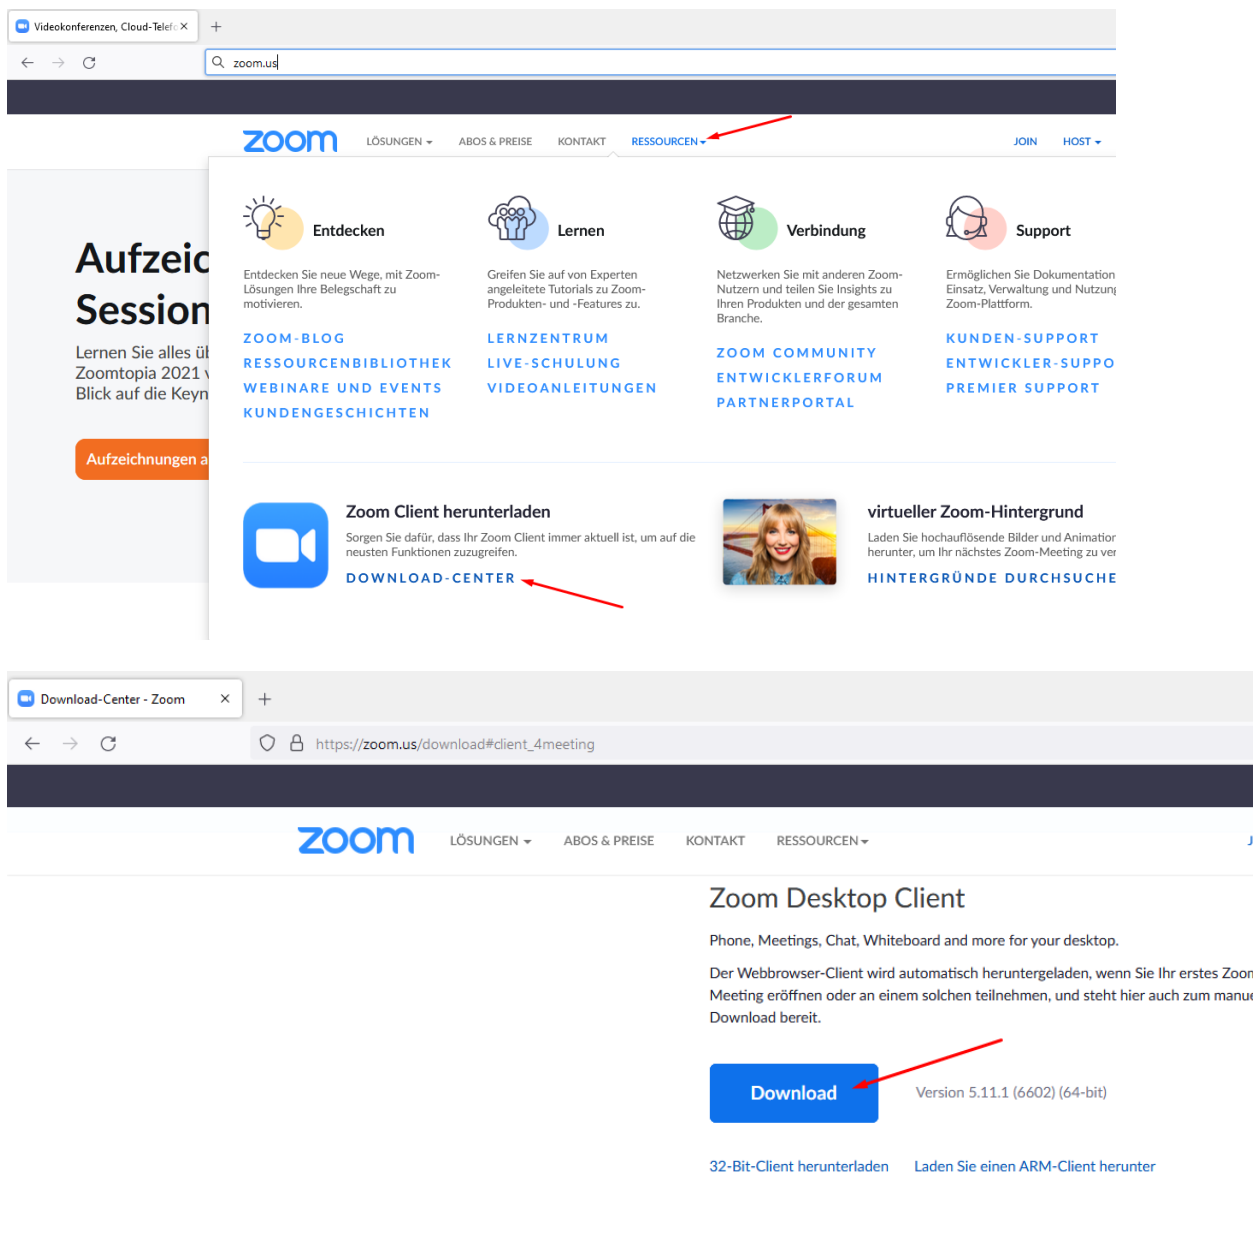 Videokonferenzen, Cloud-Telefo
zoom.us
zoom LÖSUNGEN ABOS & PREISE KONTAKT RESSOURCEN JOIN HOST
Aufzeic
Session
Lernen Sie alles üb
Zoomtopia 2021 v
Blick auf die Keyn
Aufzeichnungen a
Entdecken
Entdecken Sie neue Wege, mit Zoom-
Lösungen Ihre Belegschaft zu
motivieren.
ZOOM-BLOG
RESSOURCENBIBLIOTHEK
WEBINARE UND EVENTS
KUNDENGESCHICHTEN
Lernen
Greifen Sie auf von Experten
angeleitete Tutorials zu Zoom-
Produkten- und -Features zu.
LERNZENTRUM
LIVE-SCHULUNG
VIDEOANLEITUNGEN
Verbindung
Netzwerken Sie mit anderen Zoom-
Nutzern und teilen Sie Insights zu
Ihren Produkten und der gesamten
Branche.
ZOOM COMMUNITY
ENTWICKLERFORUM
PARTNERPORTAL
Support
Ermöglichen Sie Dokumentation
Einsatz, Verwaltung und Nutzung
Zoom-Plattform.
KUNDEN-SUPPORT
ENTWICKLER-SUPPO
PREMIER SUPPORT
Zoom Client herunterladen
Sorgen Sie dafür, dass Ihr Zoom Client immer aktuell ist, um auf die
neusten Funktionen zuzugreifen.
DOWNLOAD-CENTER
virtueller Zoom-Hintergrund
Laden Sie hochauflösende Bilder und Animation
herunter, um Ihr nächstes Zoom-Meeting zu ver
HINTERGRÜNDE DURCHSUCHE
Download-Center - Zoom
https://zoom.us/download#client_4meeting
zoom LÖSUNGEN ABOS & PREISE KONTAKT RESSOURCEN J
Zoom Desktop Client
Phone, Meetings, Chat, Whiteboard and more for your desktop.
Der Webbrowser-Client wird automatisch heruntergeladen, wenn Sie Ihr erstes Zoom
Meeting eröffnen oder an einem solchen teilnehmen, und steht hier auch zum manue
Download bereit.
Download Version 5.11.1 (6602) (64-bit)
32-Bit-Client herunterladen Laden Sie einen ARM-Client herunter